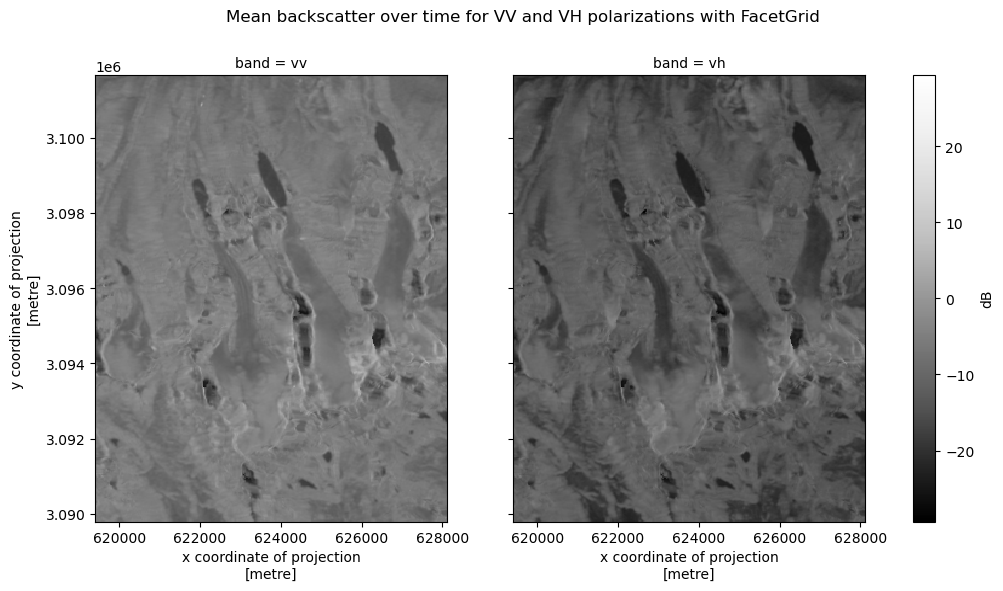 Mean backscatter over time for VV and VH polarizations with FacetGrid
band = vv
band = vh
1e6
3.100
3.098
3.096
3.094
3.092
3.090
y coordinate of projection
[metre]
620000 622000 624000 626000 628000
x coordinate of projection
[metre]
620000 622000 624000 626000 628000
x coordinate of projection
[metre]
20
10
0
−10
−20
dB